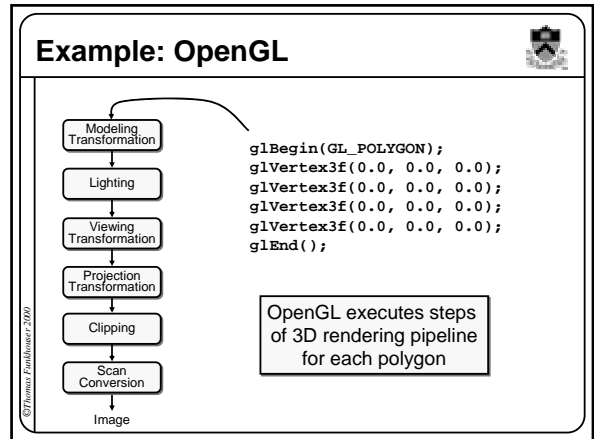 Example: OpenGL
Modeling
Transformation
Lighting
Viewing
Transformation
Projection
Transformation
Clipping
Scan
Conversion
Image
glBegin(GL_POLYGON);
glVertex3f(0.0, 0.0, 0.0);
glVertex3f(0.0, 0.0, 0.0);
glVertex3f(0.0, 0.0, 0.0);
glVertex3f(0.0, 0.0, 0.0);
glEnd();
OpenGL executes steps
of 3D rendering pipeline
for each polygon
©Thomas Funkhouser 2000